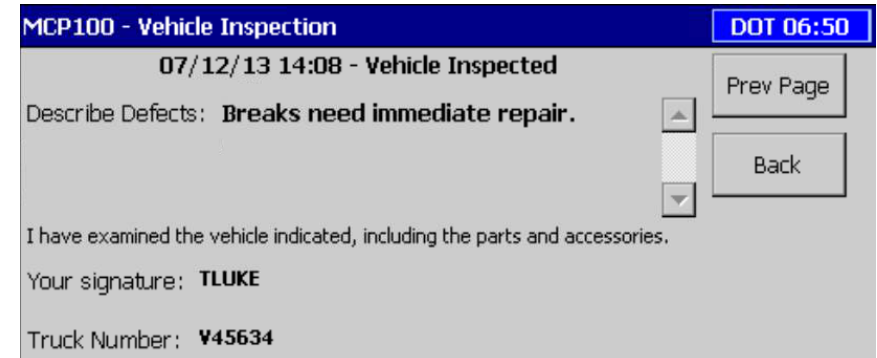 MCP100 - Vehicle Inspection DOT 06:50
07/12/13 14:08 - Vehicle Inspected
Prev Page
Describe Defects: Breaks need immediate repair.
Back
I have examined the vehicle indicated, including the parts and accessories.
Your signature: TLUKE
Truck Number: V45634